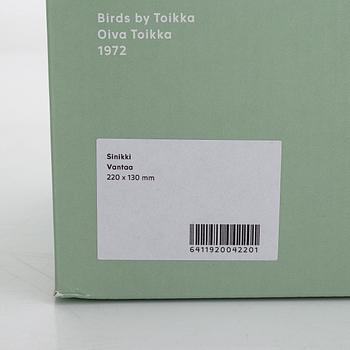 Birds by Toikka
Oiva Toikka
1972
Sinikki
Vantaa
220 x 130 mm
6411920042201